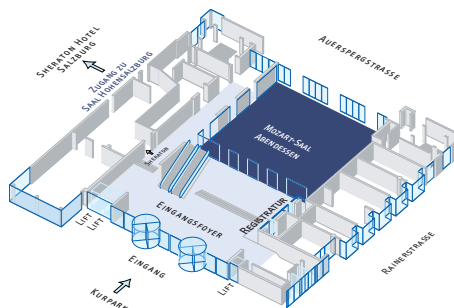 SHERATON HOTEL
SALZBURG
ZUGANG ZU
SAAL HOHENSALZBURG
AUERSPERGSTRASSE
MOZART-SAAL
ABENDESSEN
SHERATON
EINGANGSFOYER
REGISTRATUR
LIFT
LIFT
EINGANG
KURPARK
LIFT
RAINERSTRASSE